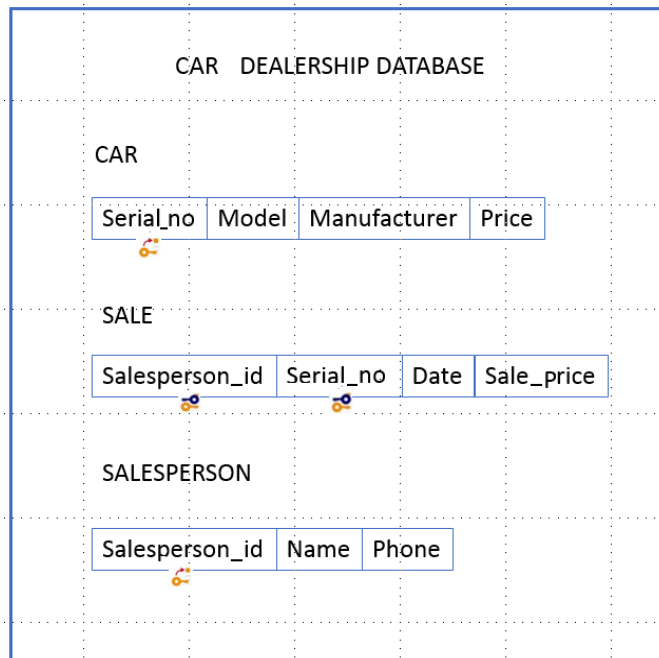 CAR DEALERSHIP DATABASE
CAR
Serial_no Model Manufacturer Price
SALE
Salesperson_id Serial_no Date Sale_price
SALESPERSON
Salesperson_id Name Phone